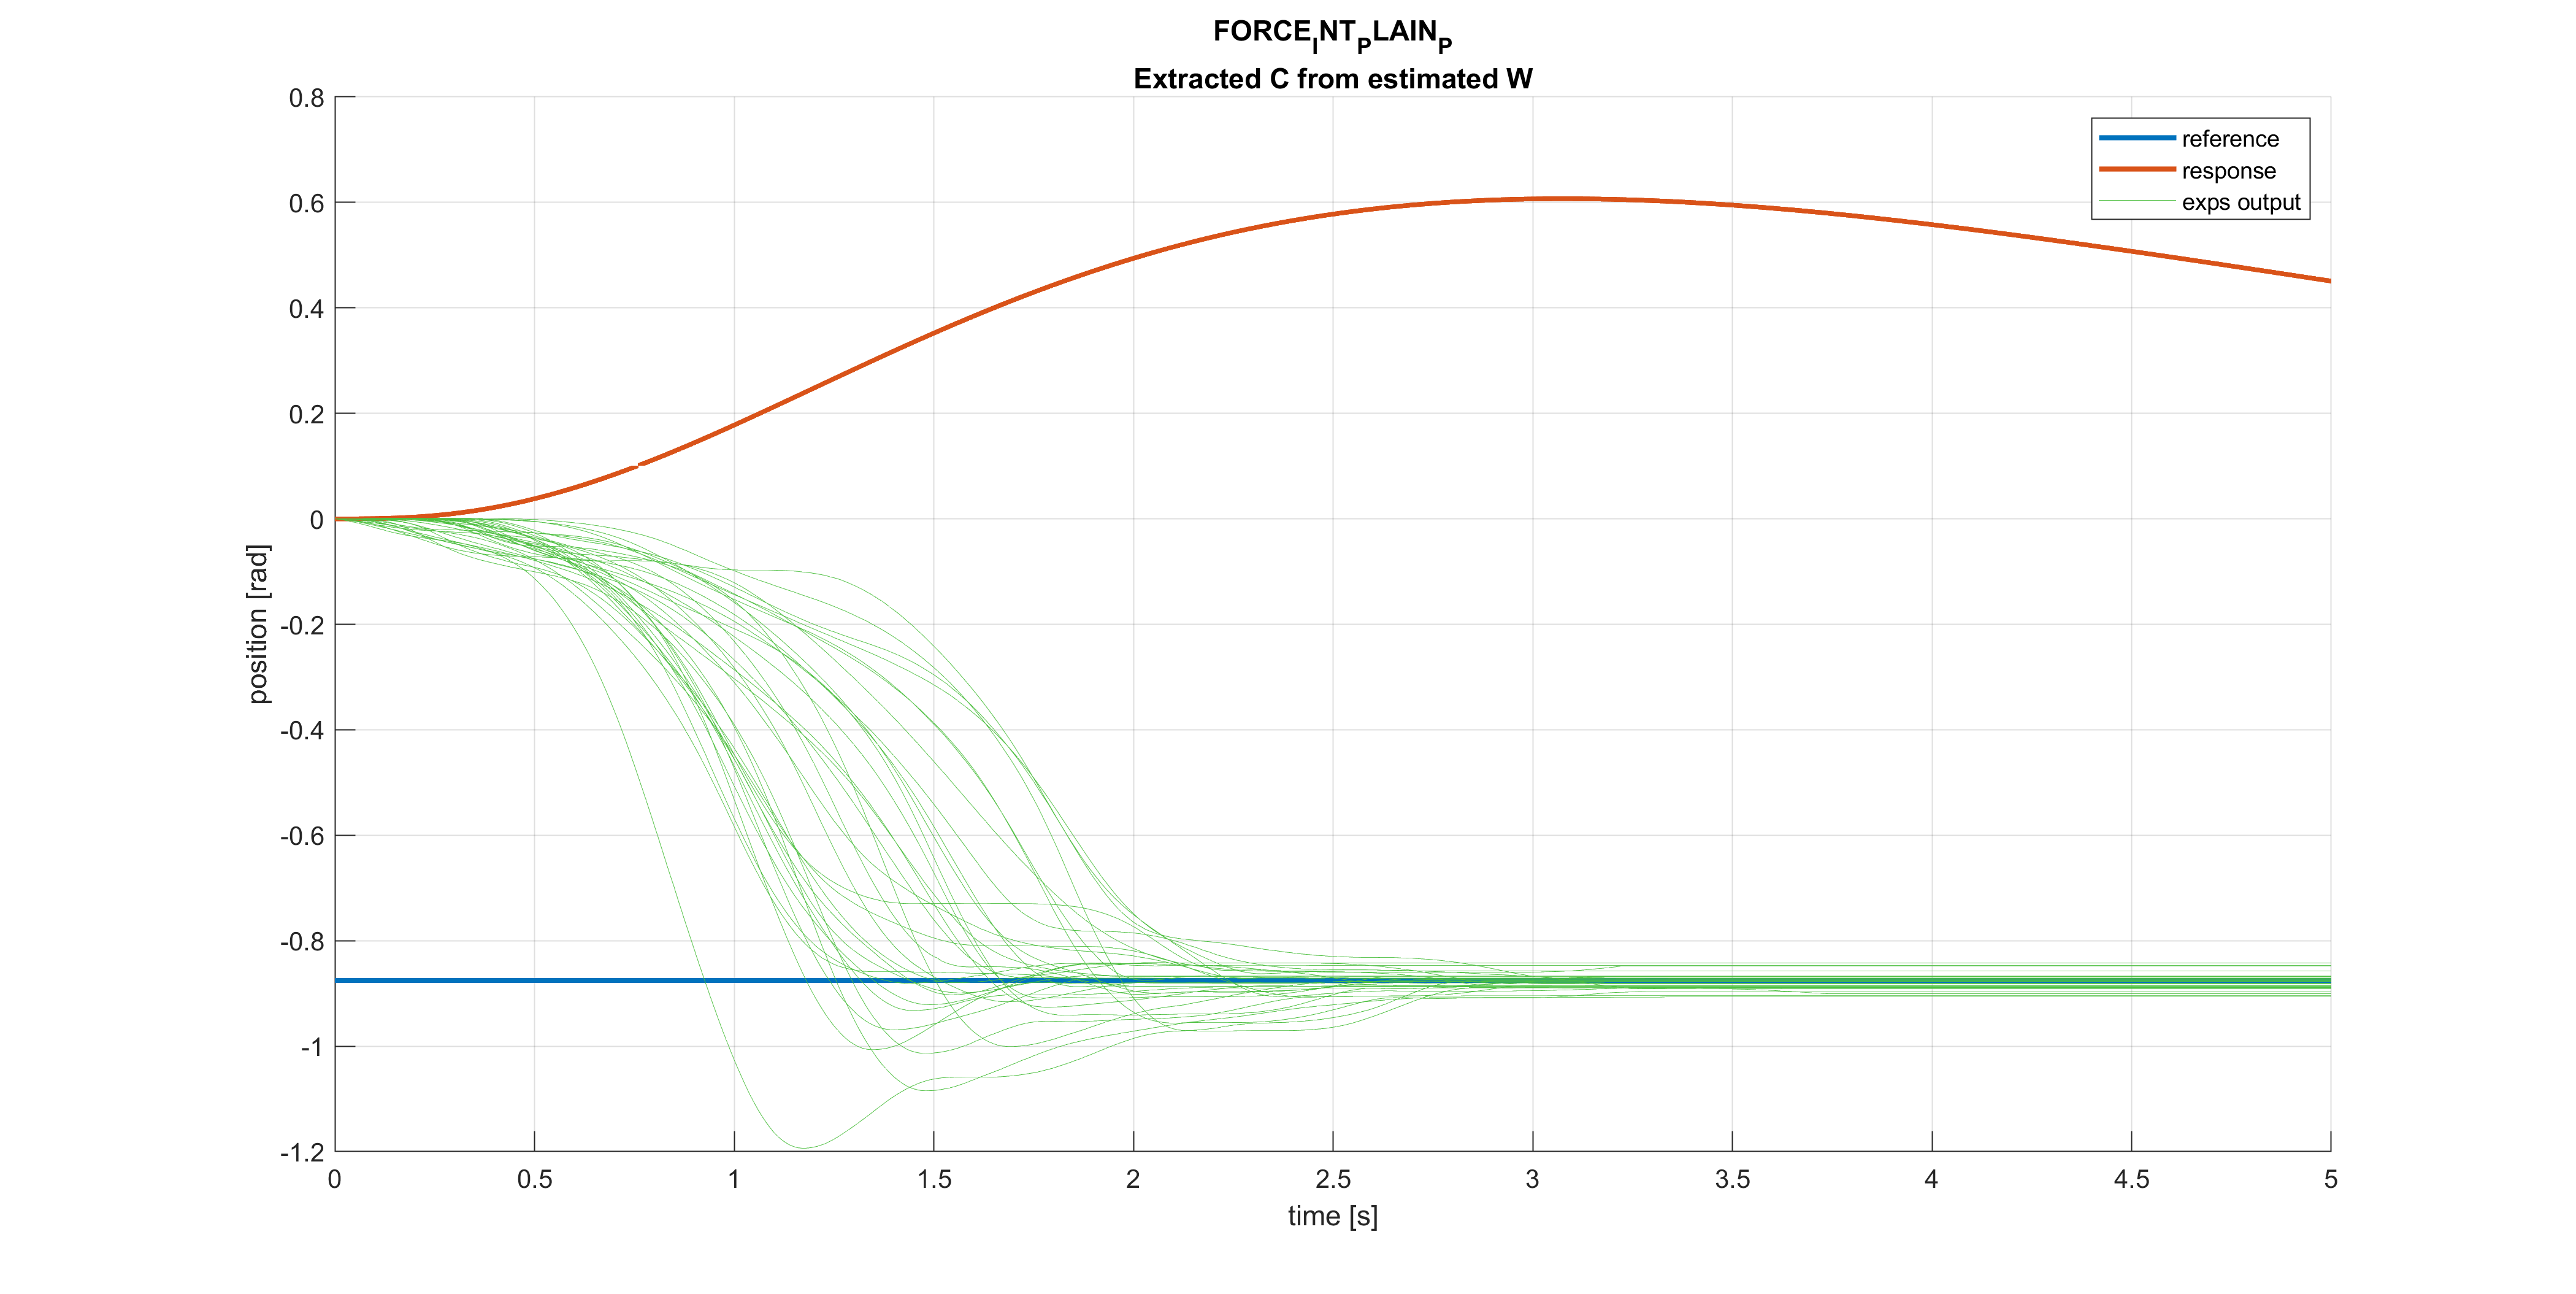 FORCE_INT_PLAIN_P
Extracted C from estimated W
0.8
0.6
0.4
0.2
0
-0.2
-0.4
-0.6
-0.8
-1
-1.2
position [rad]
reference
response
exps output
0 0.5 1 1.5 2 2.5 3 3.5 4 4.5 5
time [s]